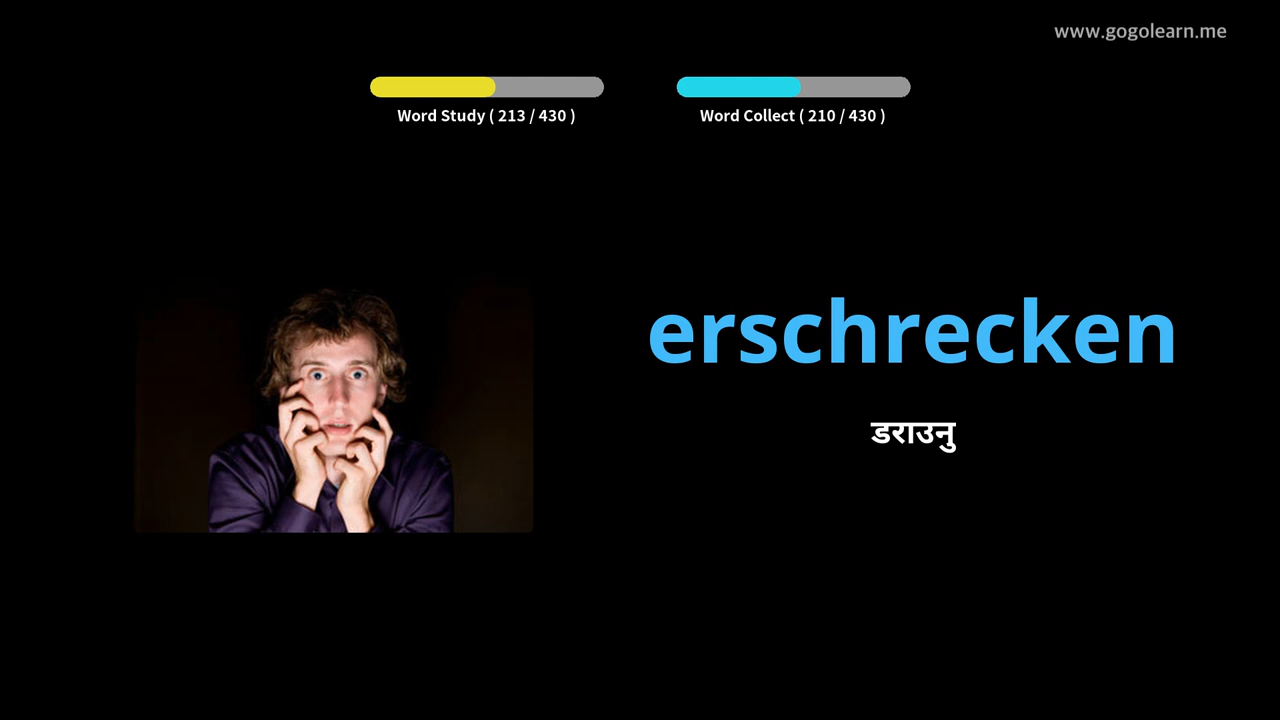 www.gogolearn.me
Word Study ( 213 / 430 )
Word Collect ( 210 / 430 )
erschrecken
डराउनु